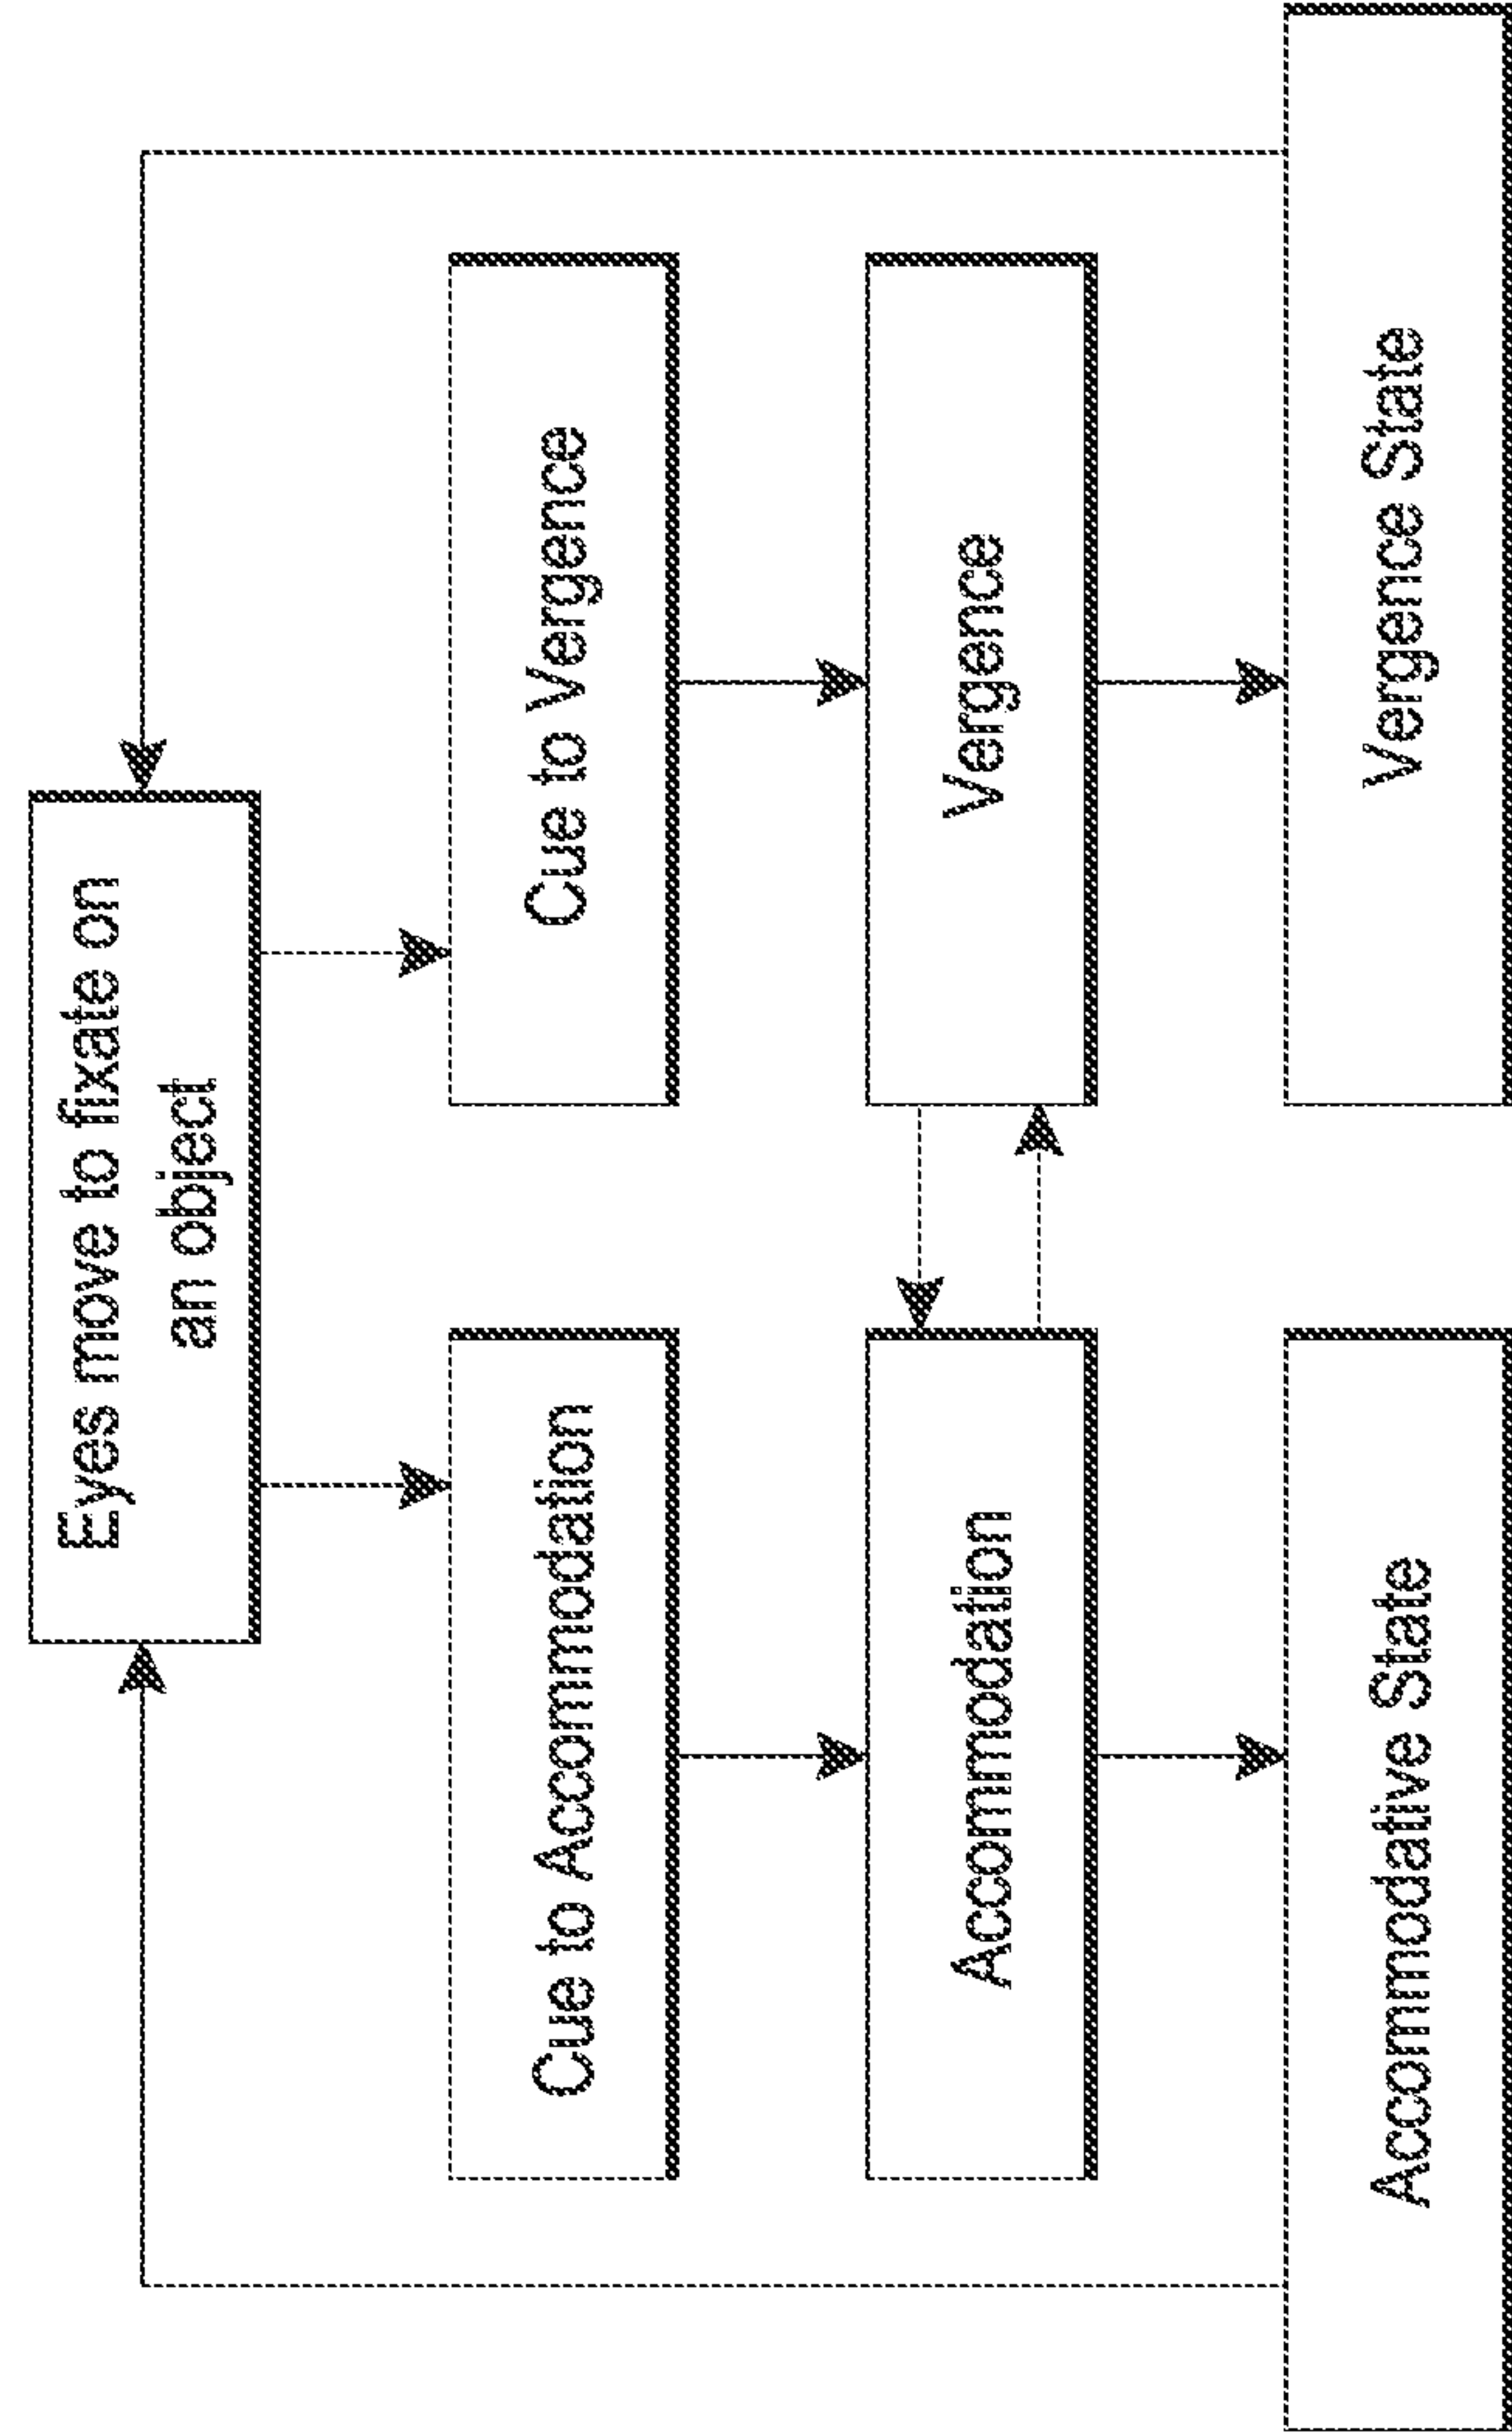 Eyes move to fixate on
an object
Cue to Accommodation
Cue to Vergence
Accommodation
Vergence
Accommodative State
Vergence State